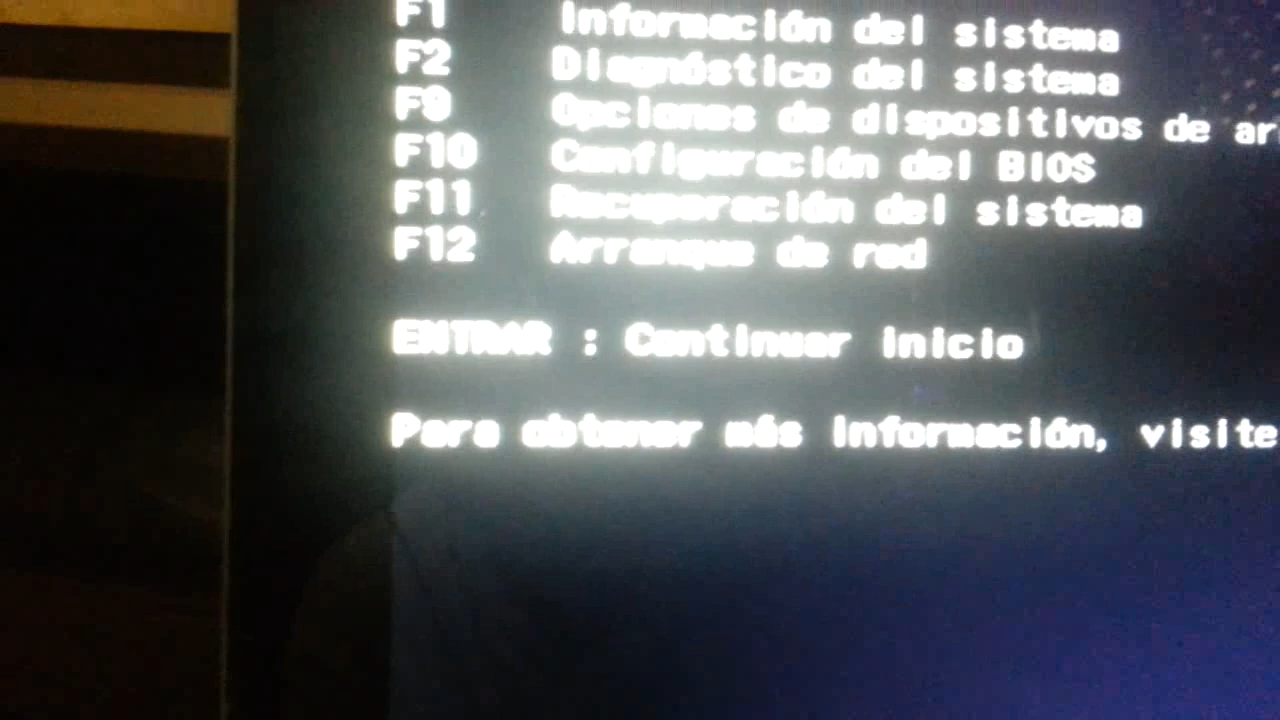 F1 Información del sistema
F2 Diagnóstico del sistema
F9 Opciones de dispositivos de
F10 Configuración del BIOS
F11 Recuperación del sistema
F12 Arranque de red
ENTRAR : Continuar inicio
Para obtener más información, visite